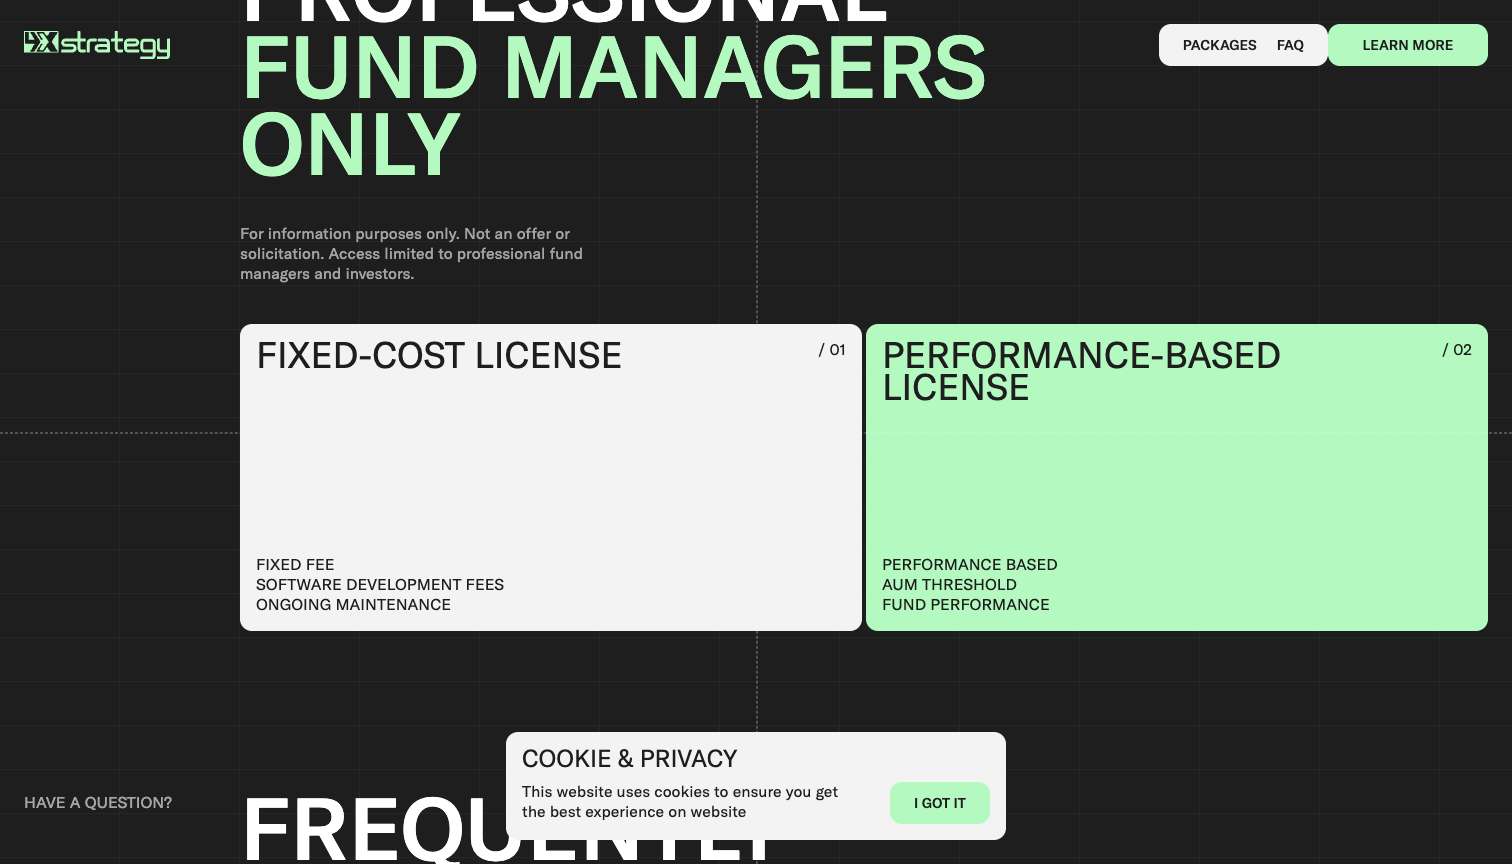 PROFESSIONAL
strategy
FUND MANAGERS
PACKAGES FAQ LEARN MORE
ONLY
For information purposes only. Not an offer or
solicitation. Access limited to professional fund
managers and investors.
FIXED-COST LICENSE / 01
FIXED FEE
SOFTWARE DEVELOPMENT FEES
ONGOING MAINTENANCE
PERFORMANCE-BASED / 02
LICENSE
PERFORMANCE BASED
AUM THRESHOLD
FUND PERFORMANCE
HAVE A QUESTION?
FREQUENTLY
COOKIE & PRIVACY
This website uses cookies to ensure you get
the best experience on website
I GOT IT